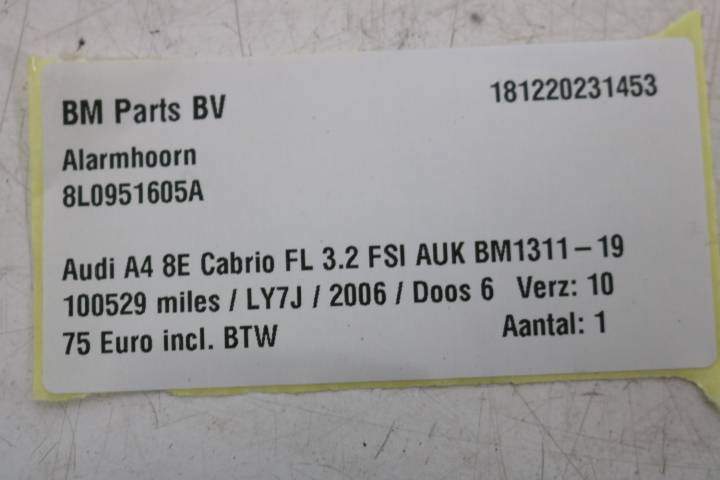 BM Parts BV 181220231453
Alarmhoorn
8L0951605A
Audi A4 8E Cabrio FL 3.2 FSI AUK BM1311-19
100529 miles / LY7J / 2006 / Doos 6 Verz: 10
75 Euro incl. BTW Aantal: 1